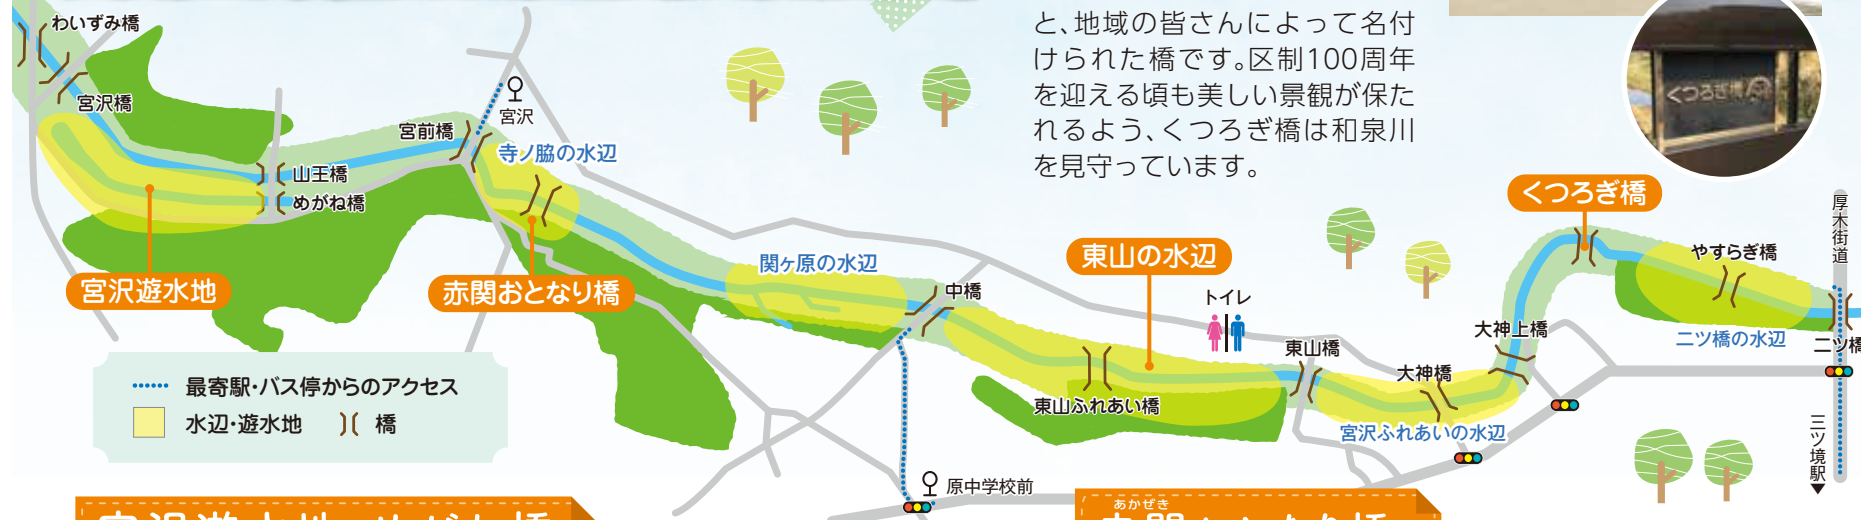 と、地域の皆さんによって名付
けられた橋です。区制100周年
を迎える頃も美しい景観が保た
れるよう、くつろぎ橋は和泉川
を見守っています。
くつろぎ橋
わいずみ橋
宮沢橋
宮前橋
宮沢
寺ノ脇の水辺
山王橋
めがね橋
宮沢遊水地
赤関おとなり橋
関ヶ原の水辺
中橋
東山の水辺
トイレ
東山橋
東山ふれあい橋
大神橋
宮沢ふれあいの水辺
大神上橋
くつろぎ橋
やすらぎ橋
二ツ橋の水辺
二ツ橋
厚木街道
三ツ境駅▼
原中学校前
最寄駅・バス停からのアクセス
水辺・遊水地
橋
あかぜき